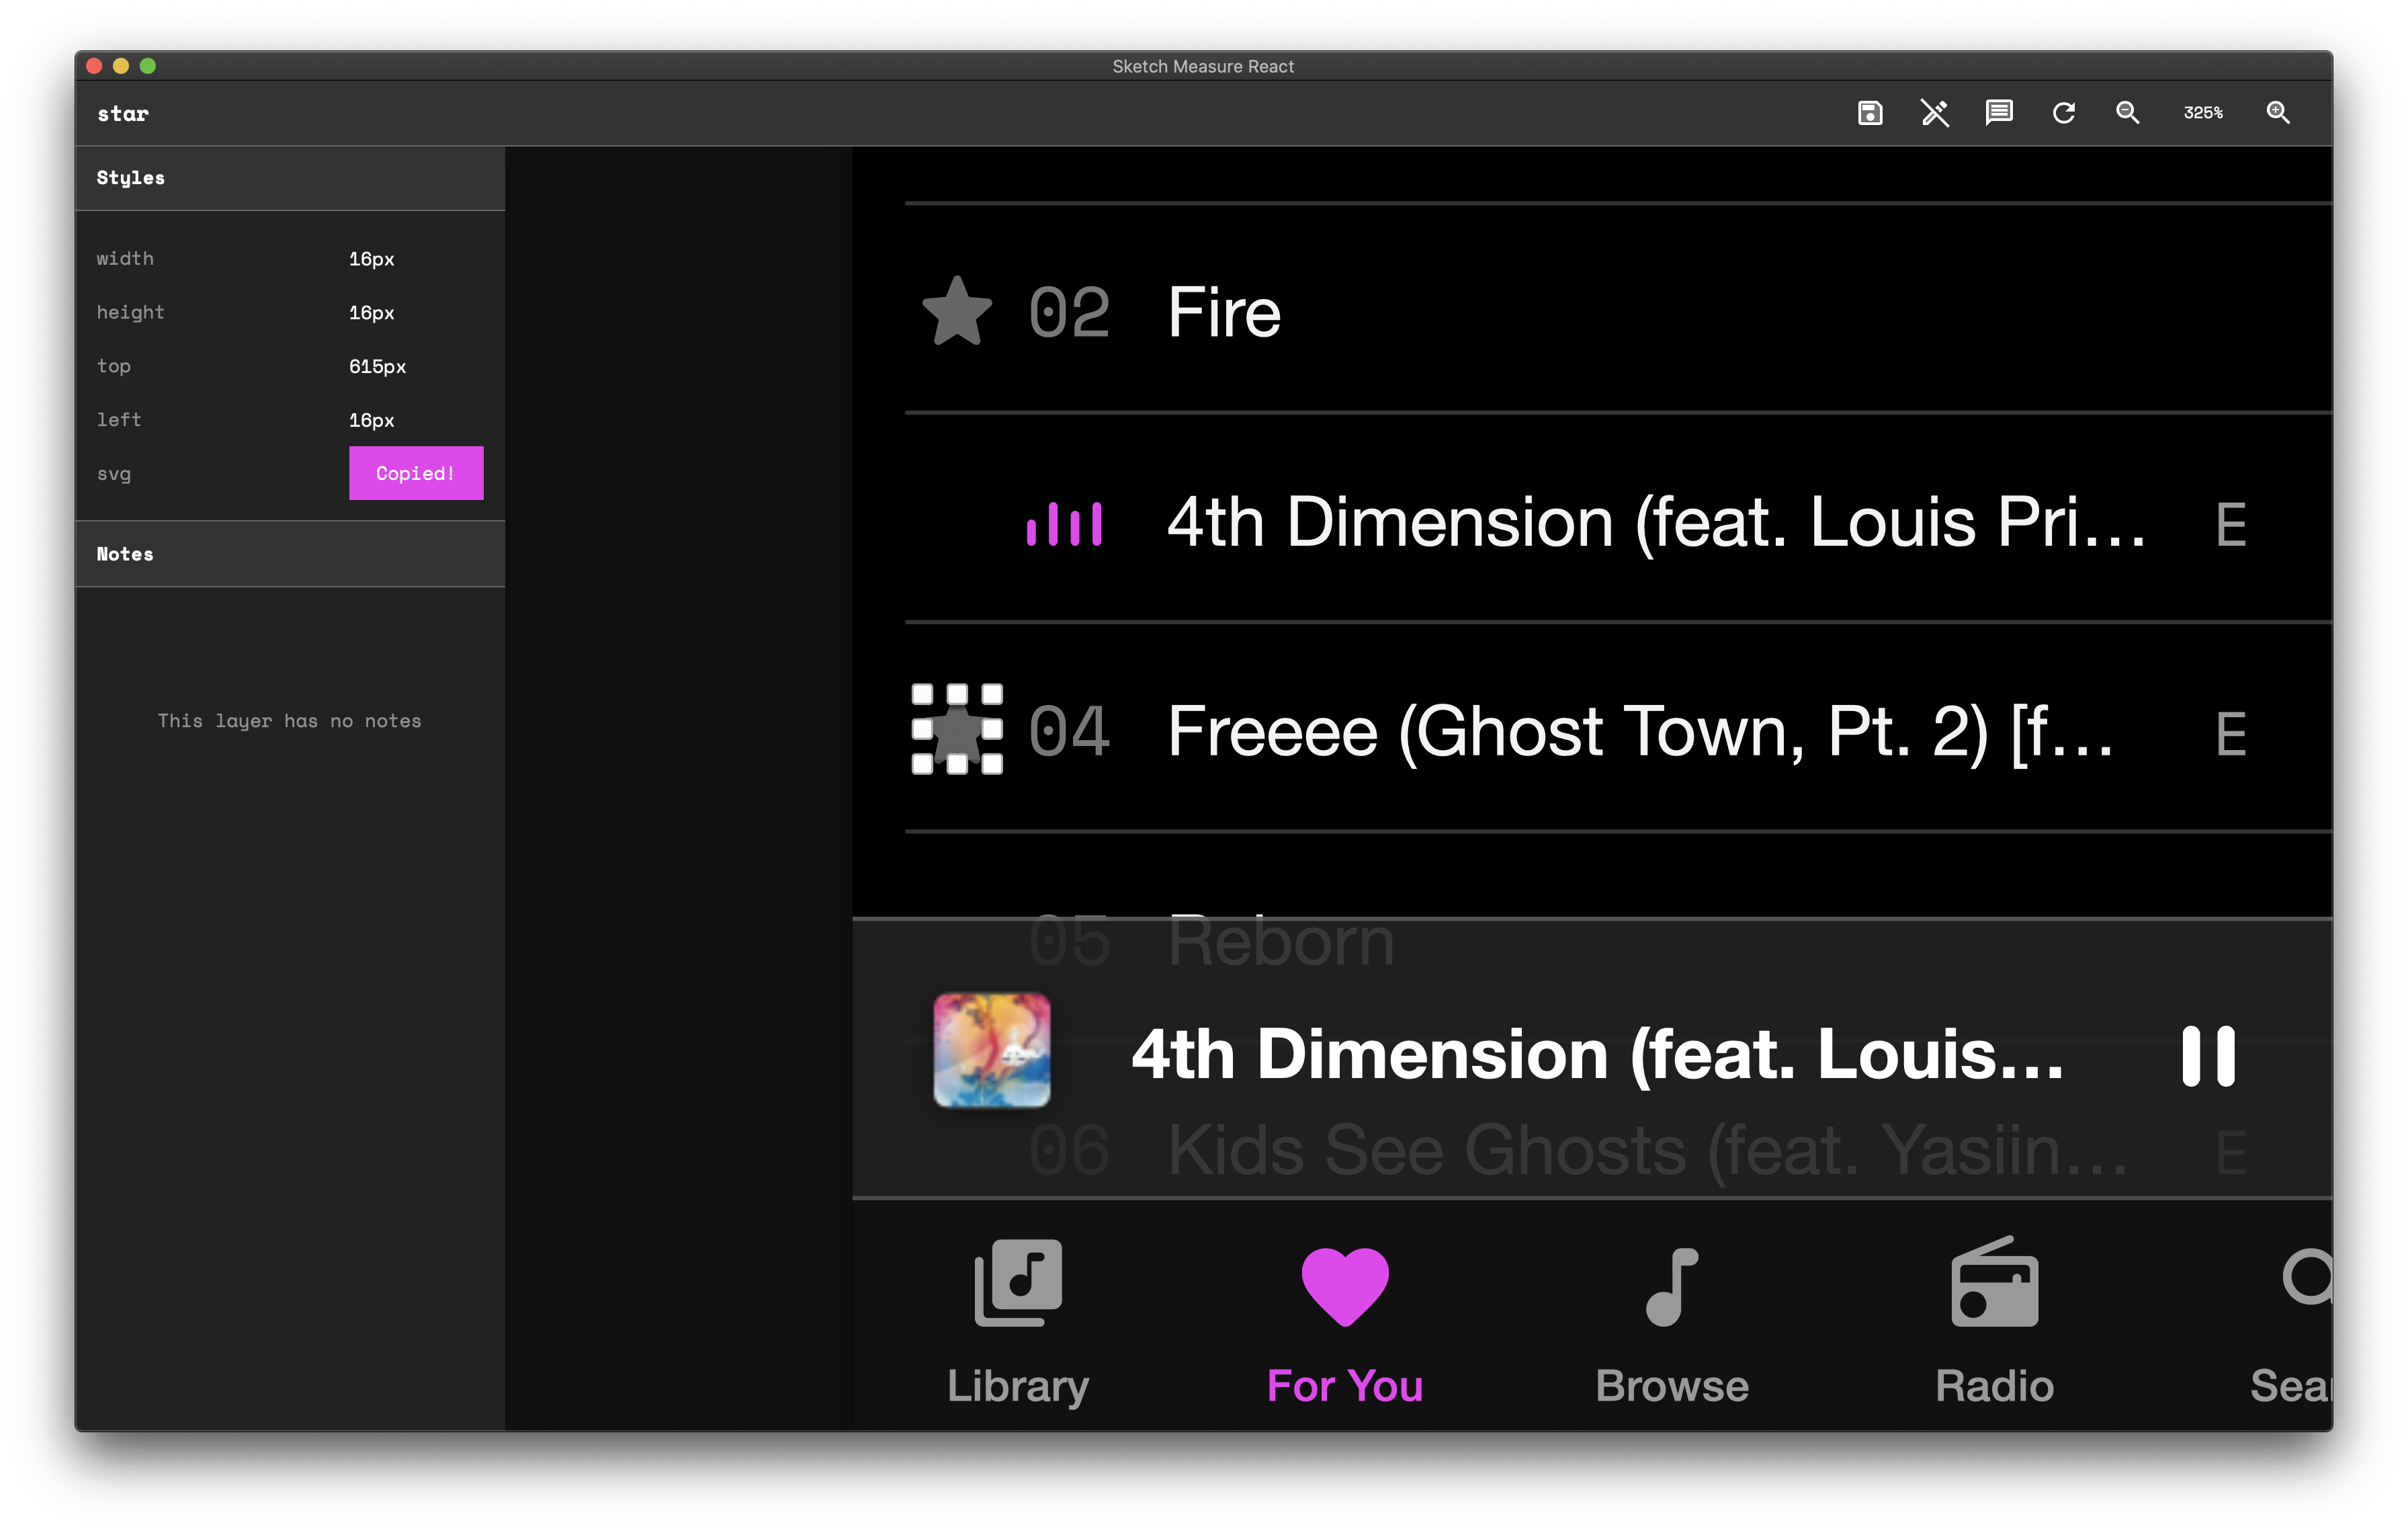 Sketch Measure React
star
325%
Styles
width 16px
height 16px
top 615px
left 16px
svg Copied!
Notes
This layer has no notes
02 Fire
4th Dimension (feat. Louis Pri... E
04 Freeee (Ghost Town, Pt. 2) [f... E
05 Reborn
4th Dimension (feat. Louis...
06 Kids See Ghosts (feat. Yasiin... E
Library For You Browse Radio Sear